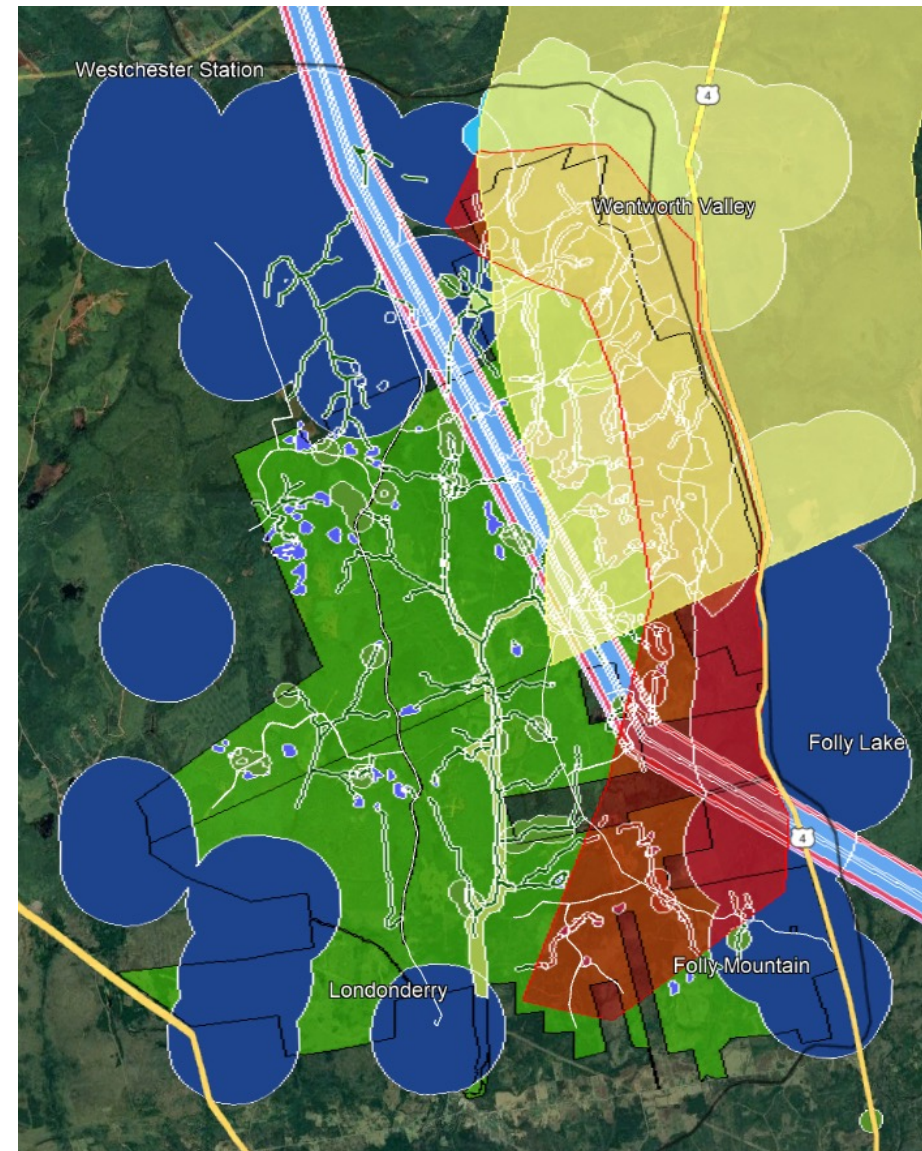 Westchester Station
4
Wentworth Valley
Folly Lake
4
Folly Mountain
Londonderry